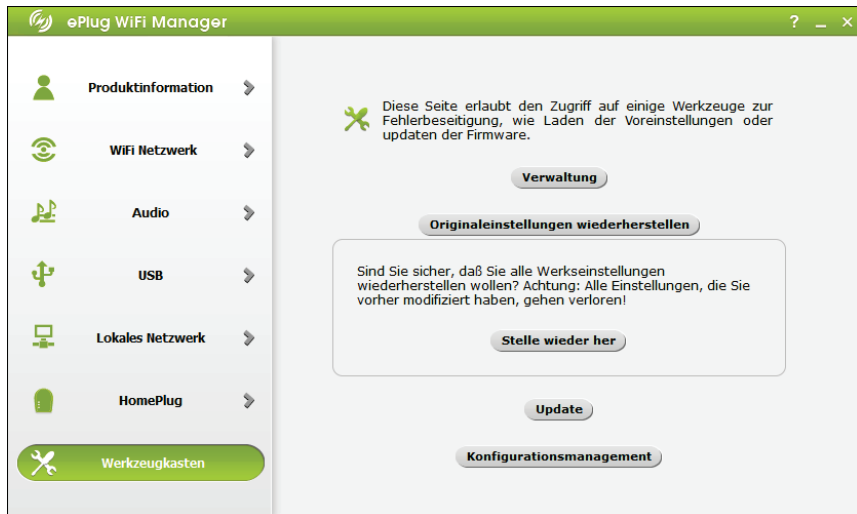 ePlug WiFi Manager
? _ ×
Produktinformation
WiFi Netzwerk
Audio
USB
Lokales Netzwerk
HomePlug
Werkzeugkasten
Diese Seite erlaubt den Zugriff auf einige Werkzeuge zur
Fehlerbeseitigung, wie Laden der Voreinstellungen oder
updaten der Firmware.
Verwaltung
Originaleinstellungen wiederherstellen
Sind Sie sicher, daß Sie alle Werkseinstellungen
wiederherstellen wollen? Achtung: Alle Einstellungen, die Sie
vorher modifiziert haben, gehen verloren!
Stelle wieder her
Update
Konfigurationsmanagement